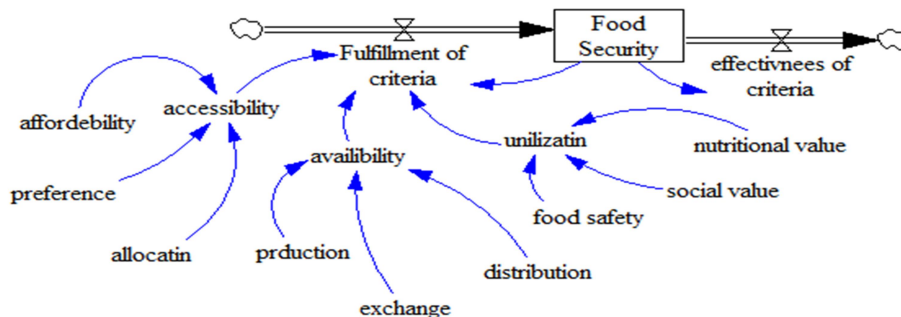 Food
Security
Fulfillment of
criteria
effectivnees of
criteria
accessibility
affordebility
unilizatin
nutritional value
availibility
preference
social value
food safety
allocatin
prduction
distribution
exchange